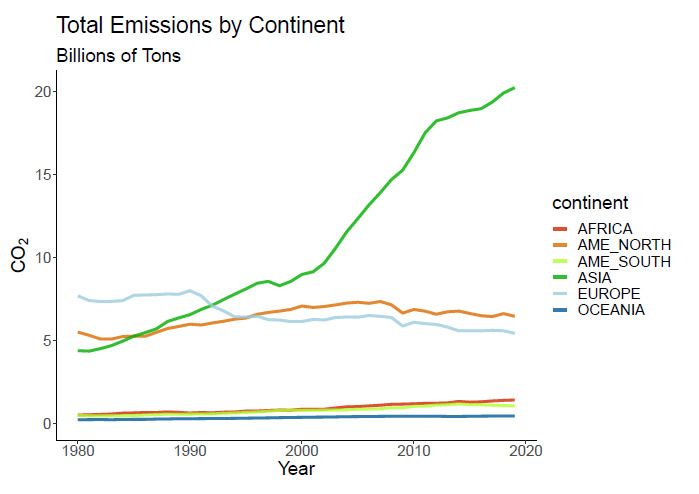 Total Emissions by Continent
Billions of Tons
20
15
10
5
0
CO₂
1980
1990
2000
2010
2020
Year
continent
AFRICA
AME_NORTH
AME_SOUTH
ASIA
EUROPE
OCEANIA